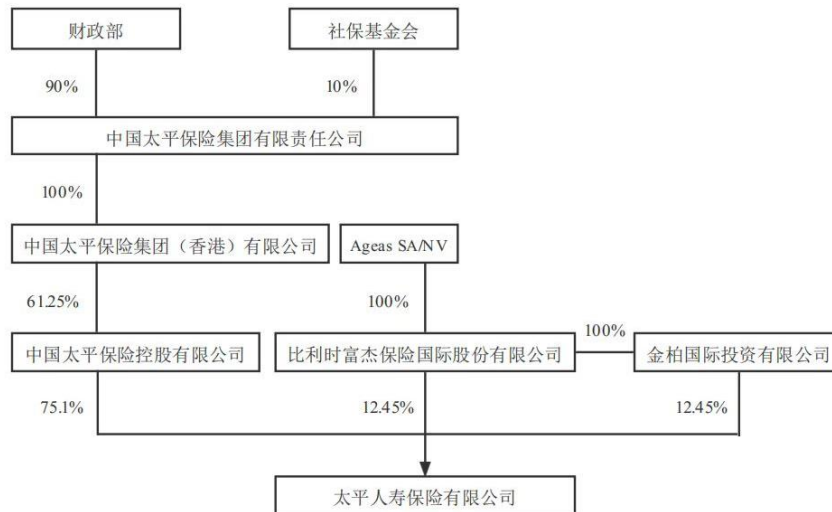 财政部
社保基金会
90%
10%
中国太平保险集团有限责任公司
100%
中国太平保险集团（香港）有限公司
Ageas SA/NV
61.25%
100%
100%
中国太平保险控股有限公司
比利时富杰保险国际股份有限公司
金柏国际投资有限公司
75.1%
12.45%
12.45%
太平人寿保险有限公司